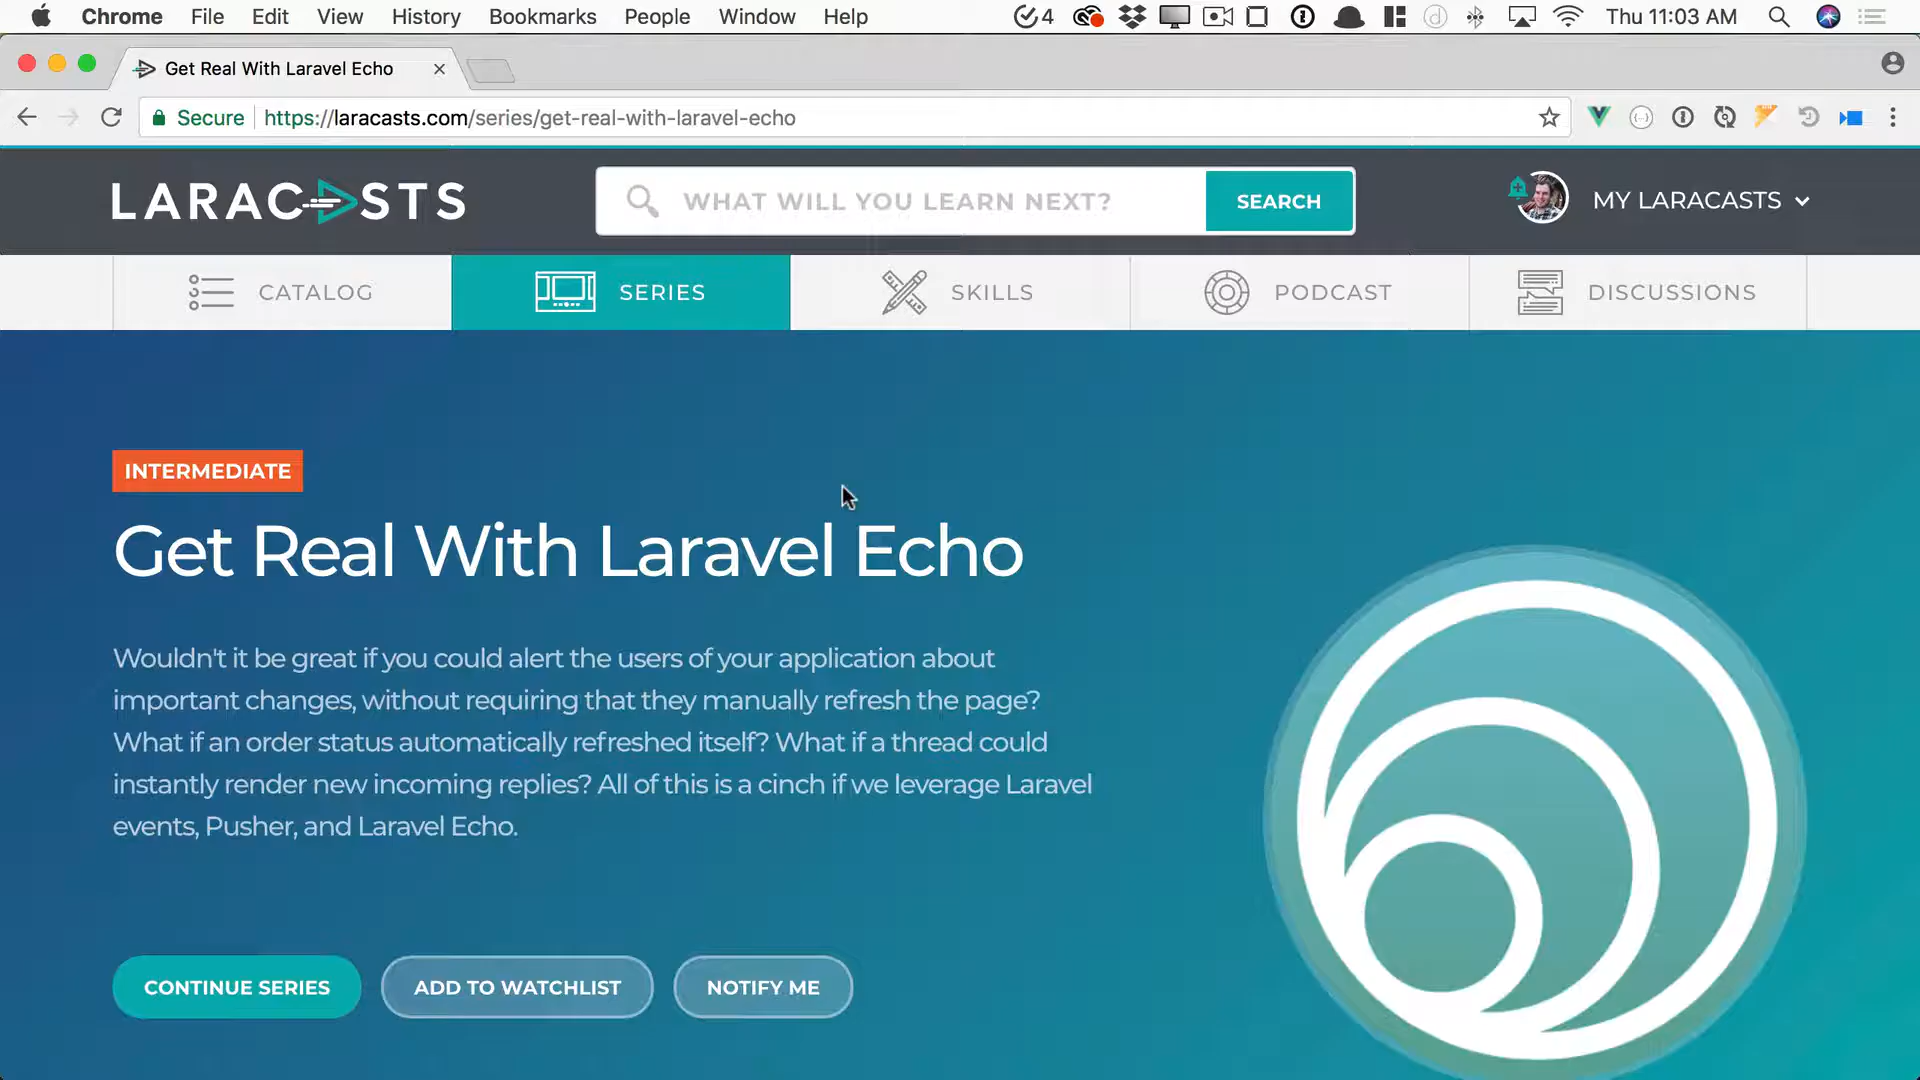 Chrome File Edit View History Bookmarks People Window Help 4 Thu 11:03 AM
Get Real With Laravel Echo
Secure https://laracasts.com/series/get-real-with-laravel-echo
LARACASTS WHAT WILL YOU LEARN NEXT? SEARCH MY LARACASTS
CATALOG SERIES SKILLS PODCAST DISCUSSIONS
INTERMEDIATE
Get Real With Laravel Echo
Wouldn't it be great if you could alert the users of your application about
important changes, without requiring that they manually refresh the page?
What if an order status automatically refreshed itself? What if a thread could
instantly render new incoming replies? All of this is a cinch if we leverage Laravel
events, Pusher, and Laravel Echo.
CONTINUE SERIES ADD TO WATCHLIST NOTIFY ME